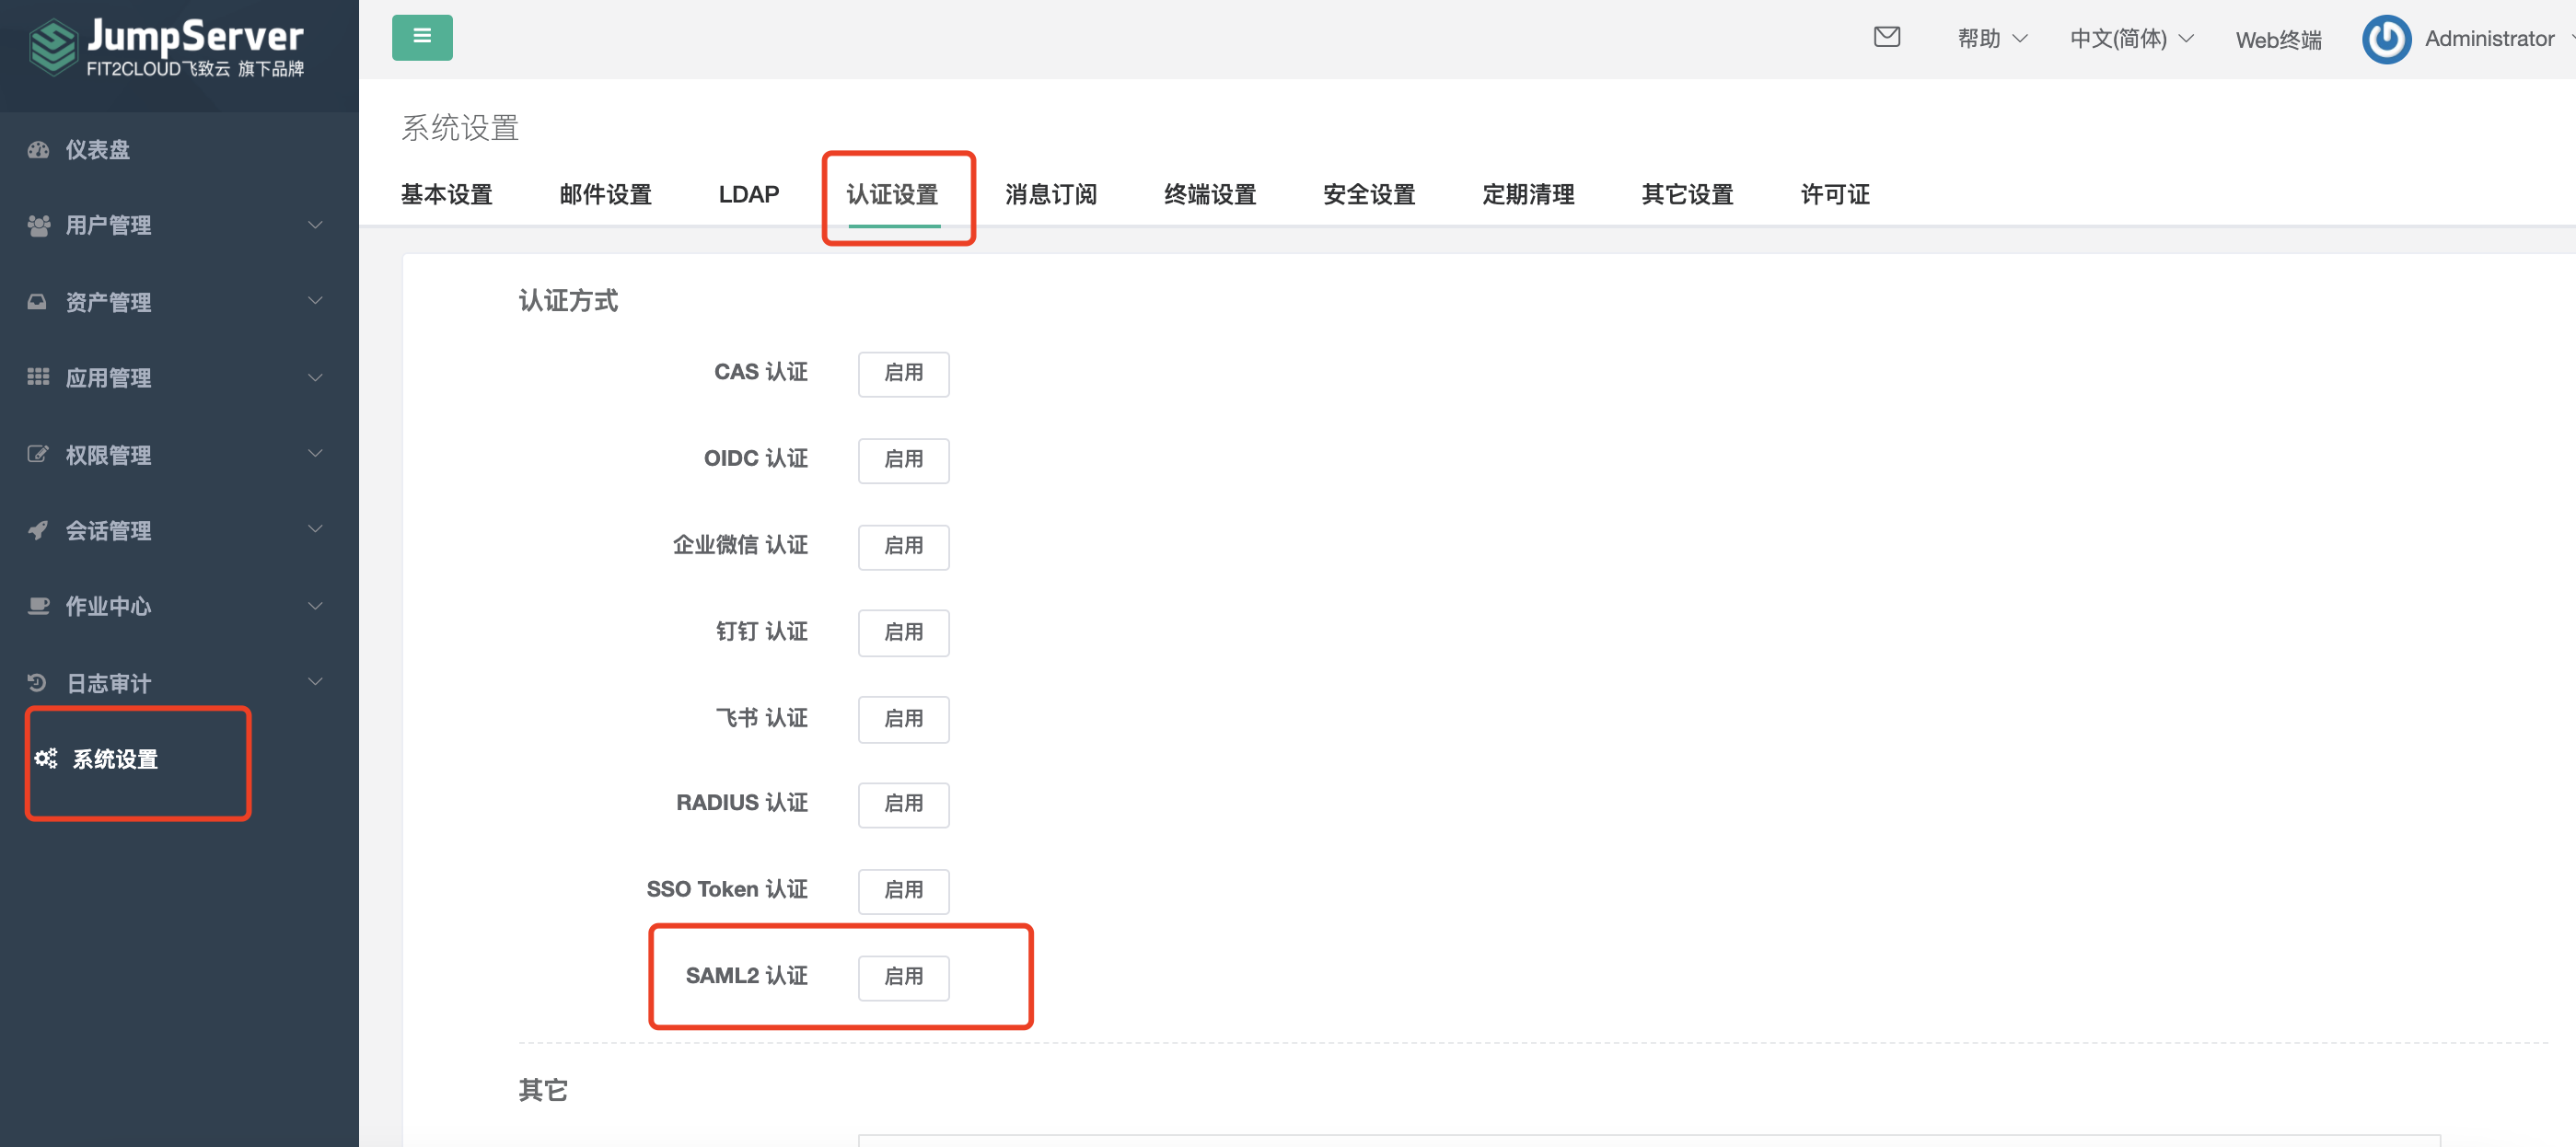 JumpServer
FIT2CLOUD飞致云 旗下品牌
仪表盘
用户管理
资产管理
应用管理
权限管理
会话管理
作业中心
日志审计
系统设置
帮助
中文(简体)
Web终端
Administrator
系统设置
基本设置 邮件设置 LDAP 认证设置 消息订阅 终端设置 安全设置 定期清理 其它设置 许可证
认证方式
CAS 认证 启用
OIDC 认证 启用
企业微信 认证 启用
钉钉 认证 启用
飞书 认证 启用
RADIUS 认证 启用
SSO Token 认证 启用
SAML2 认证 启用
其它